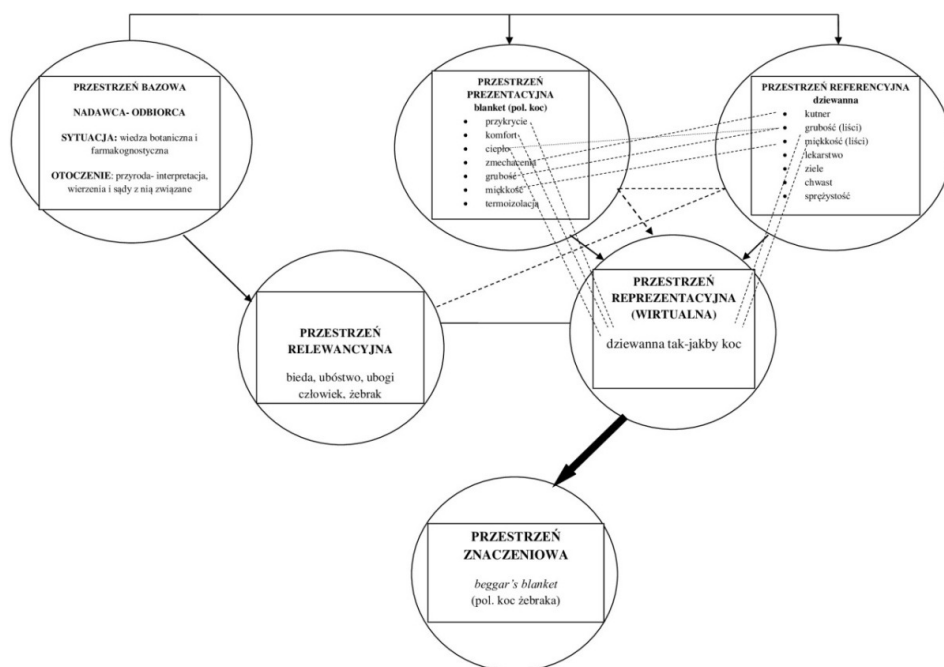 PRZESTRZEŃ BAZOWA
NADAWCA- ODBIORCA
SYTUACJA: wiedza botaniczna i
farmakognostyczna
OTOCZENIE: przyroda- interpretacja,
wierzenia i sądy z nią związane
PRZESTRZEŃ
PREZENTACYJNA
blanket (pol. koc)
• przykrycie
• komfort
• ciepło
• zmechacenia
• grubość
• miękkość
• termoizolacja
PRZESTRZEŃ REFERENCYJNA
dziewanna
• kutner
• grubość (liści)
• miękkość (liści)
• lekarstwo
• ziele
• chwast
• sprężystość
PRZESTRZEŃ
RELEWANCYJNA
bieda, ubóstwo, ubogi
człowiek, żebrak
PRZESTRZEŃ
REPREZENTACYJNA
(WIRTUALNA)
dziewanna tak-jakby koc
PRZESTRZEŃ
ZNACZENIOWA
beggar's blanket
(pol. koc żebraka)